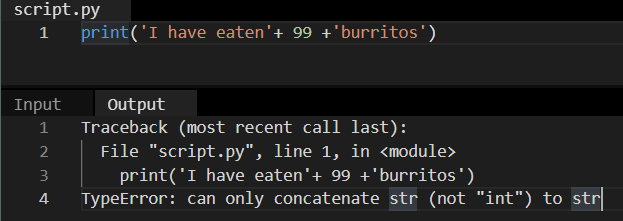 script.py
1 print('I have eaten'+ 99 +'burritos')
Input Output
1 Traceback (most recent call last):
2 File "script.py", line 1, in <module>
3 print('I have eaten'+ 99 +'burritos')
4 TypeError: can only concatenate str (not "int") to str